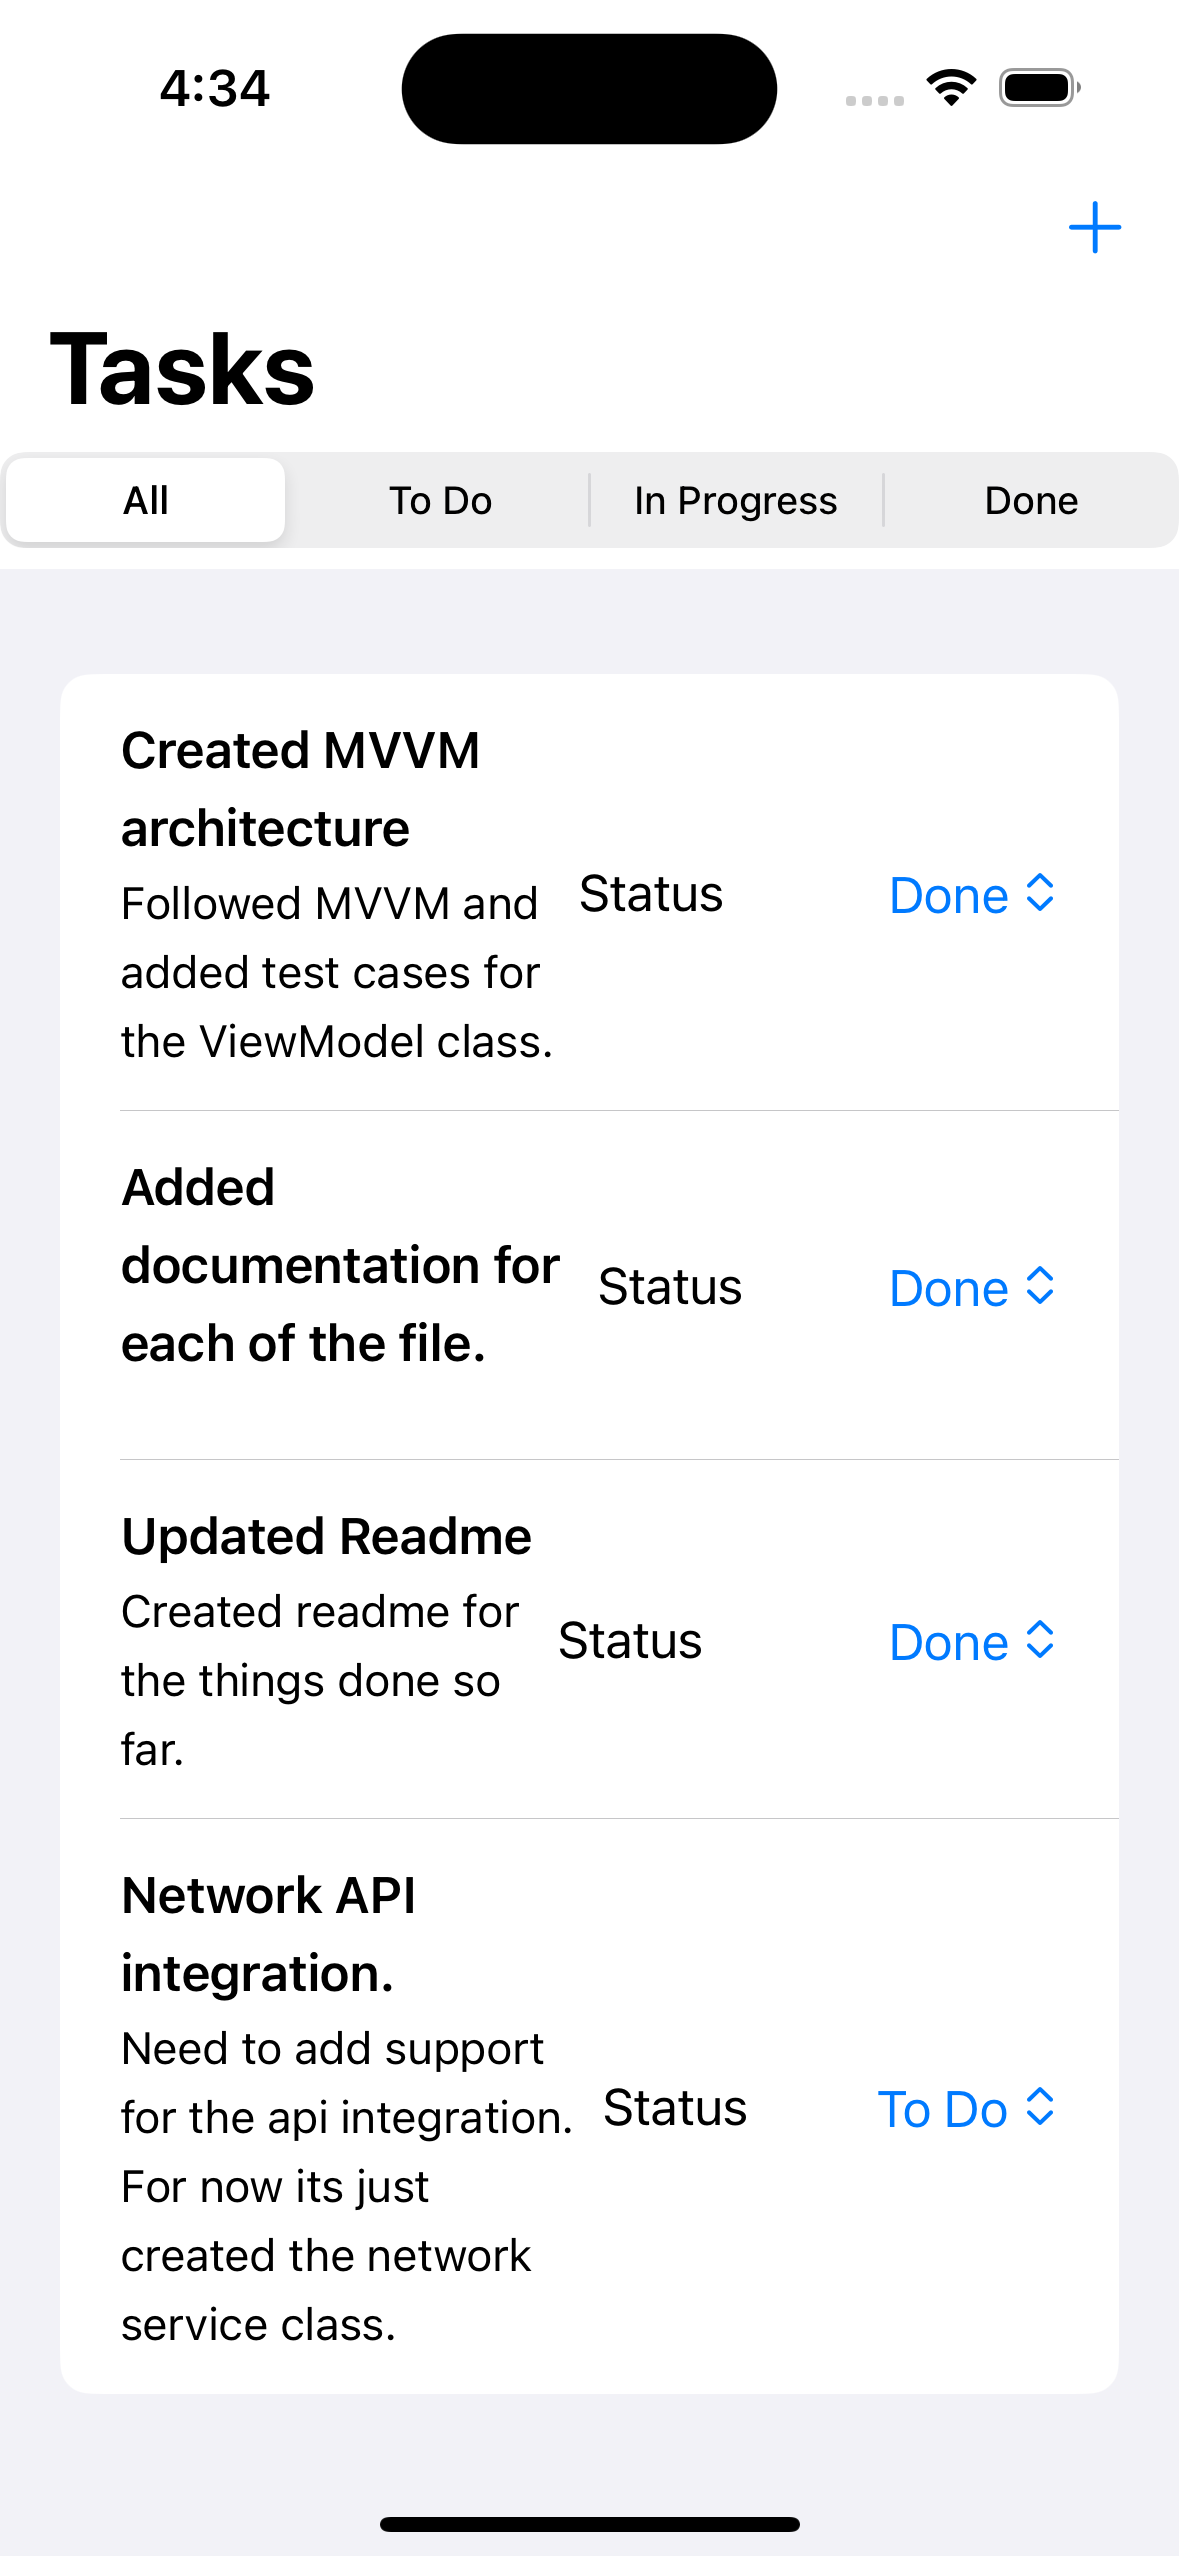 4:34
Tasks
All
To Do
In Progress
Done
Created MVVM
architecture
Followed MVVM and
added test cases for
the ViewModel class.
Status
Done
Added
documentation for
each of the file.
Status
Done
Updated Readme
Created readme for
the things done so
far.
Status
Done
Network API
integration.
Need to add support
for the api integration.
For now its just
created the network
service class.
Status
To Do